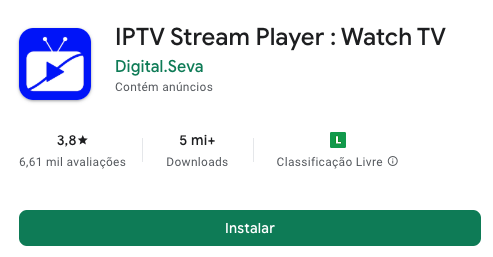 IPTV Stream Player : Watch TV
Digital.Seva
Contém anúncios
3,8★
6,61 mil avaliações
5 mi+
Downloads
L
Classificação Livre
Instalar